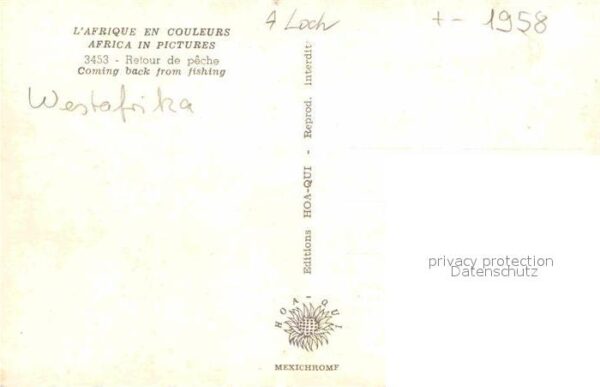 L'AFRIQUE EN COULEURS
AFRICA IN PICTURES
3453 - Retour de pêche
Coming back from fishing
Westafrika
A Loch
+- 1958
Editions HOA-QUI - Reprod. interdite
HOA-QUI
MEXICHROME
privacy protection
Datenschutz